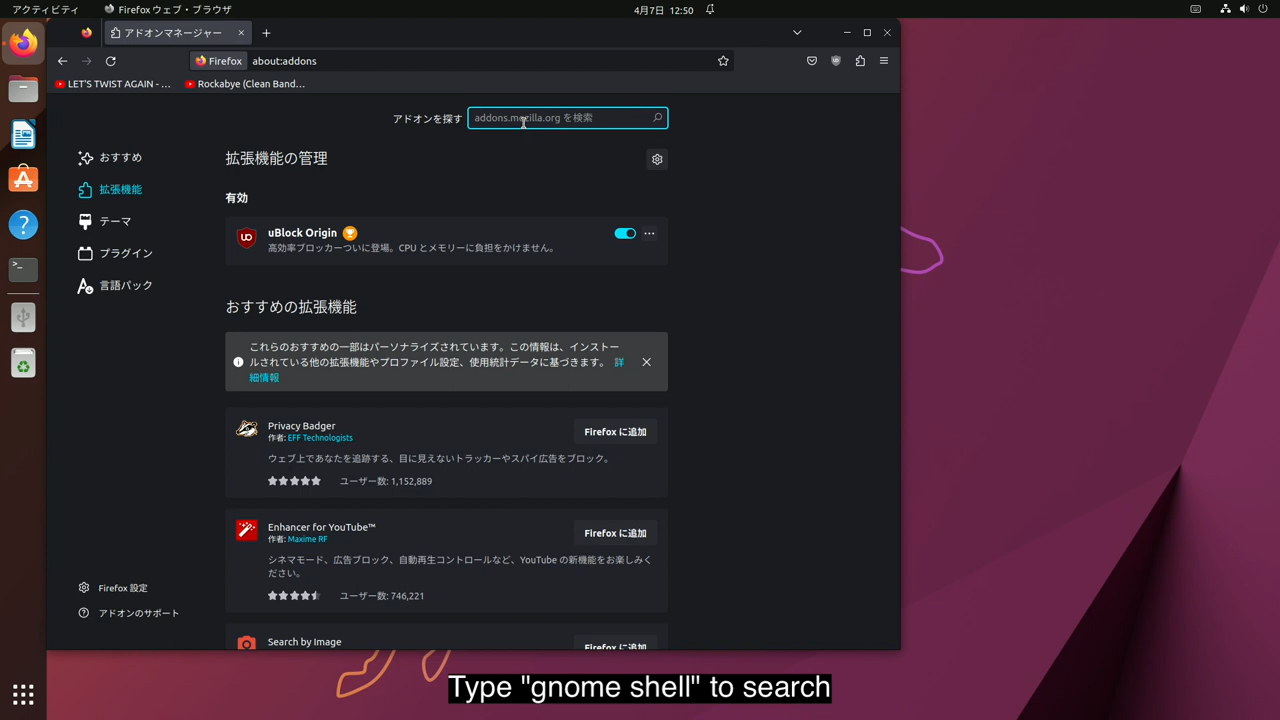 アクティビティ
Firefox ウェブ・ブラウザ
4月7日 12:50
アドオンマネージャー
Firefox
about:addons
LET'S TWIST AGAIN - ...
Rockabye (Clean Band...
アドオンを探す
addons.mozilla.org を検索
拡張機能の管理
おすすめ
拡張機能
テーマ
プラグイン
言語パック
有効
uBlock Origin
高効率ブロッカーついに登場。CPU とメモリーに負担をかけません。
おすすめの拡張機能
これらのおすすめの一部はパーソナライズされています。この情報は、インストー
ルされている他の拡張機能やプロファイル設定、使用統計データに基づきます。 詳
細情報
Privacy Badger
作者: EFF Technologists
Firefox に追加
ウェブ上であなたを追跡する、目に見えないトラッカーやスパイ広告をブロック。
ユーザー数: 1,152,889
Enhancer for YouTube™
作者: Maxime RF
Firefox に追加
シネマモード、広告ブロック、自動再生コントロールなど、YouTube の新機能をお楽しみく
ださい。
ユーザー数: 746,221
Search by Image
Firefox に追加
Firefox 設定
アドオンのサポート
Type "gnome shell" to search